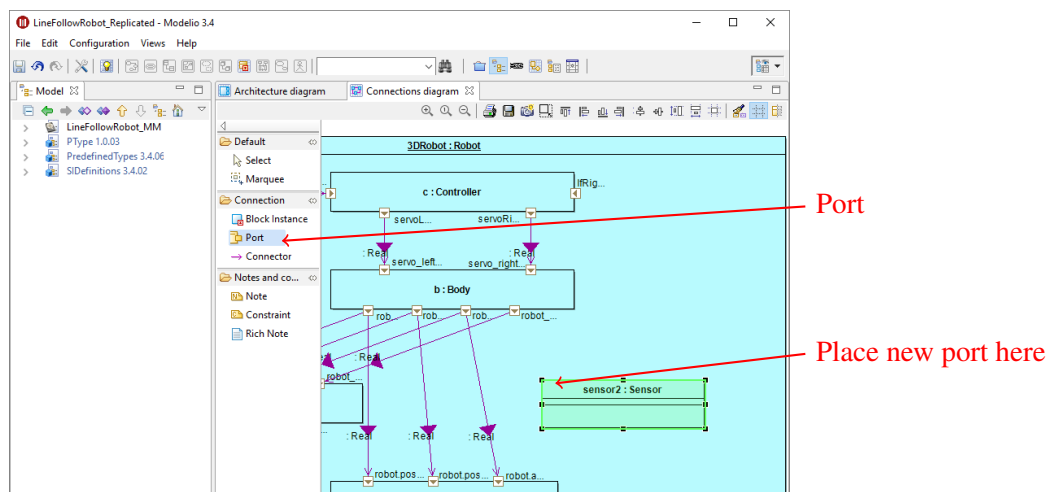 LineFollowRobot_Replicated - Modelio 3.4
File Edit Configuration Views Help
Model
Architecture diagram
Connections diagram
LineFollowRobot_MM
PType 1.0.03
PredefinedTypes 3.4.06
SIDefinitions 3.4.02
Default
Select
Marquee
Connection
Block Instance
Port
Connector
Notes and co...
Note
Constraint
Rich Note
3DRobot : Robot
lfRig...
c : Controller
servoL... servoRi...
: Real : Real
servo_left... servo_right...
b : Body
rob... rob... rob... robot_...
: Real
robot_...
sensor2 : Sensor
: Real : Real : Real
robot.pos... robot.pos... robot.a...
Port
Place new port here